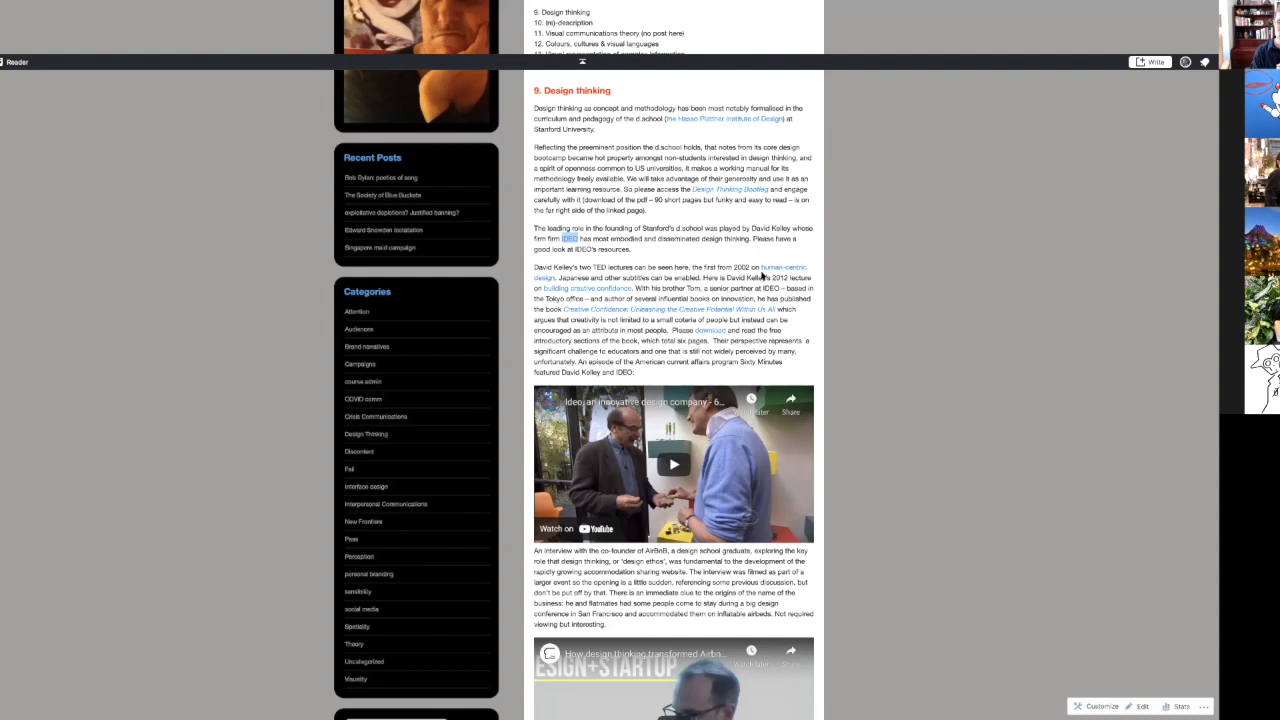 9. Design thinking
10. (re)-description
11. Visual communications theory (no post here)
12. Colours, cultures & visual languages
Reader
Write
9. Design thinking
Design thinking as concept and methodology has been most notably formalised in the
curriculum and pedagogy of the d.school (the Hasso Plattner Institute of Design) at
Stanford University.
Reflecting the preeminent position the d.school holds, that notes from its core design
bootcamp became hot property amongst non-students interested in design thinking, and
a spirit of openness common to US universities, it makes a working manual for its
methodology freely available. We will take advantage of their generosity and use it as an
important learning resource. So please access the Design Thinking Bootleg and engage
carefully with it (download of the pdf – 90 short pages but funky and easy to read – is on
the far right side of the linked page).
The leading role in the founding of Stanford's d.school was played by David Kelley whose
firm firm IDEO has most embodied and disseminated design thinking. Please have a
good look at IDEO's resources.
David Kelley's two TED lectures can be seen here, the first from 2002 on human-centric
design. Japanese and other subtitles can be enabled. Here is David Kelley's 2012 lecture
on building creative confidence. With his brother Tom, a senior partner at IDEO – based in
the Tokyo office – and author of several influential books on innovation, he has published
the book Creative Confidence: Unleashing the Creative Potential Within Us All which
argues that creativity is not limited to a small coterie of people but instead can be
encouraged as an attribute in most people. Please download and read the free
introductory sections of the book, which total six pages. Their perspective represents a
significant challenge to educators and one that is still not widely perceived by many,
unfortunately. An episode of the American current affairs program Sixty Minutes
featured David Kelley and IDEO:
Ideo, an innovative design company - 6...
Watch later
Share
Watch on YouTube
An interview with the co-founder of AirBnB, a design school graduate, exploring the key
role that design thinking, or 'design ethos', was fundamental to the development of the
rapidly growing accommodation sharing website. The interview was filmed as part of a
larger event so the opening is a little sudden, referencing some previous discussion, but
don't be put off by that. There is an immediate clue to the origins of the name of the
business: he and flatmates had some people come to stay during a big design
conference in San Francisco and accommodated them on inflatable airbeds. Not required
viewing but interesting.
How design thinking transformed Airbn...
Watch later
Share
DESIGN+STARTUP
Recent Posts
Bob Dylan: poetics of song
The Society of Blue Buckets
exploitative depictions? Justified banning?
Edward Snowden installation
Singapore maid campaign
Categories
Attention
Audiences
Brand narratives
Campaigns
course admin
COVID comm
Crisis Communications
Design Thinking
Discontent
Fail
Interface design
Interpersonal Communications
New Frontiers
Pass
Perception
personal branding
sensibility
social media
Spatiality
Theory
Uncategorized
Visuality
Customize
Edit
Stats